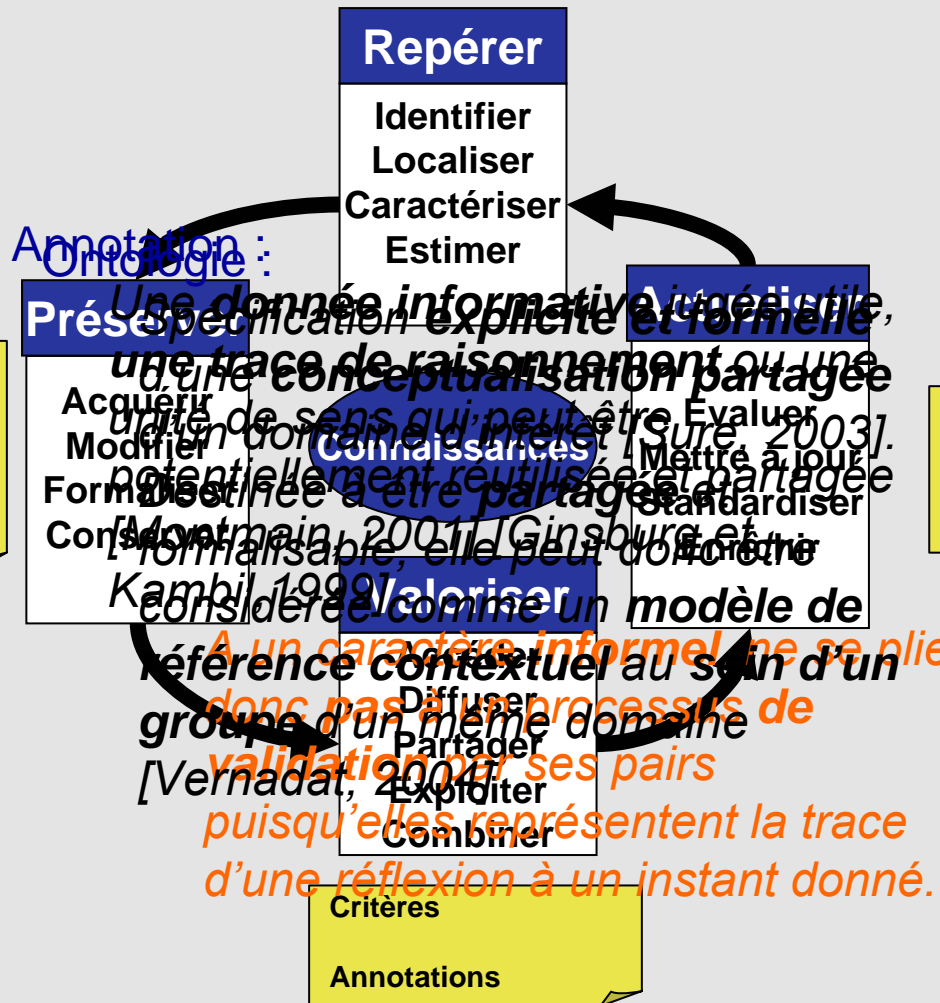 Repérer
Identifier
Localiser
Caractériser
Estimer
Annotation :
Ontologie :
Préserver
Acquérir
Modifier
Formaliser
Conserver
Actualiser
Evaluer
Mettre à jour
Standardiser
Enrichir
Connaissances
Valoriser
Accéder
Diffuser
Partager
Exploiter
Combiner
Une donnée informative jugée utile,
une trace de raisonnement ou une
unité de sens qui peut être
potentiellement réutilisée et partagée
[Montmain, 2001] [Ginsburg et
Kambil, 1999]
Spécification explicite et formelle
d'une conceptualisation partagée
d'un domaine d'intérêt [Sure, 2003].
Destinée à être partagée et
formalisable, elle peut donc être
considérée comme un modèle de
référence contextuel au sein d'un
groupe d'un même domaine
[Vernadat, 2004]
A un caractère informel, ne se plie
donc pas à un processus de
validation par ses pairs
puisqu'elles représentent la trace
d'une réflexion à un instant donné.
Critères
Annotations